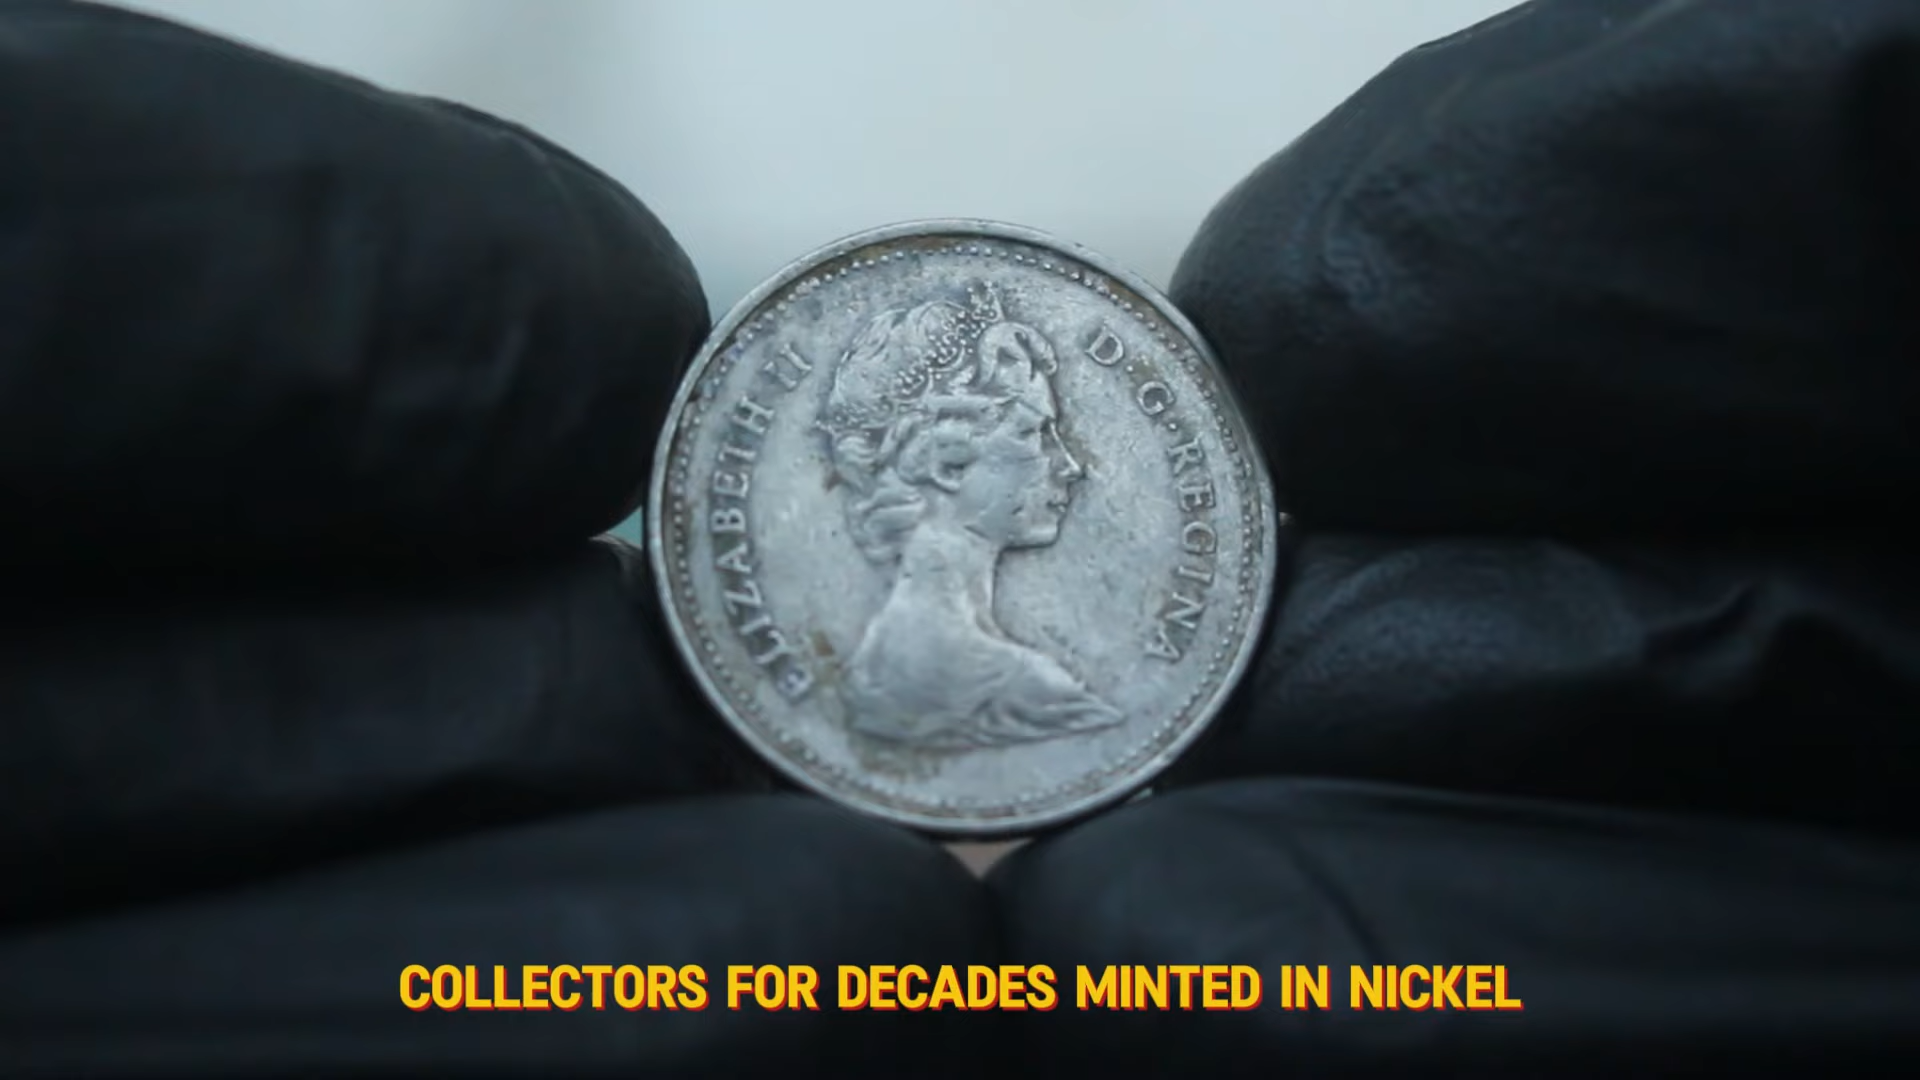 ELIZABETH II D·G·REGINA
COLLECTORS FOR DECADES MINTED IN NICKEL